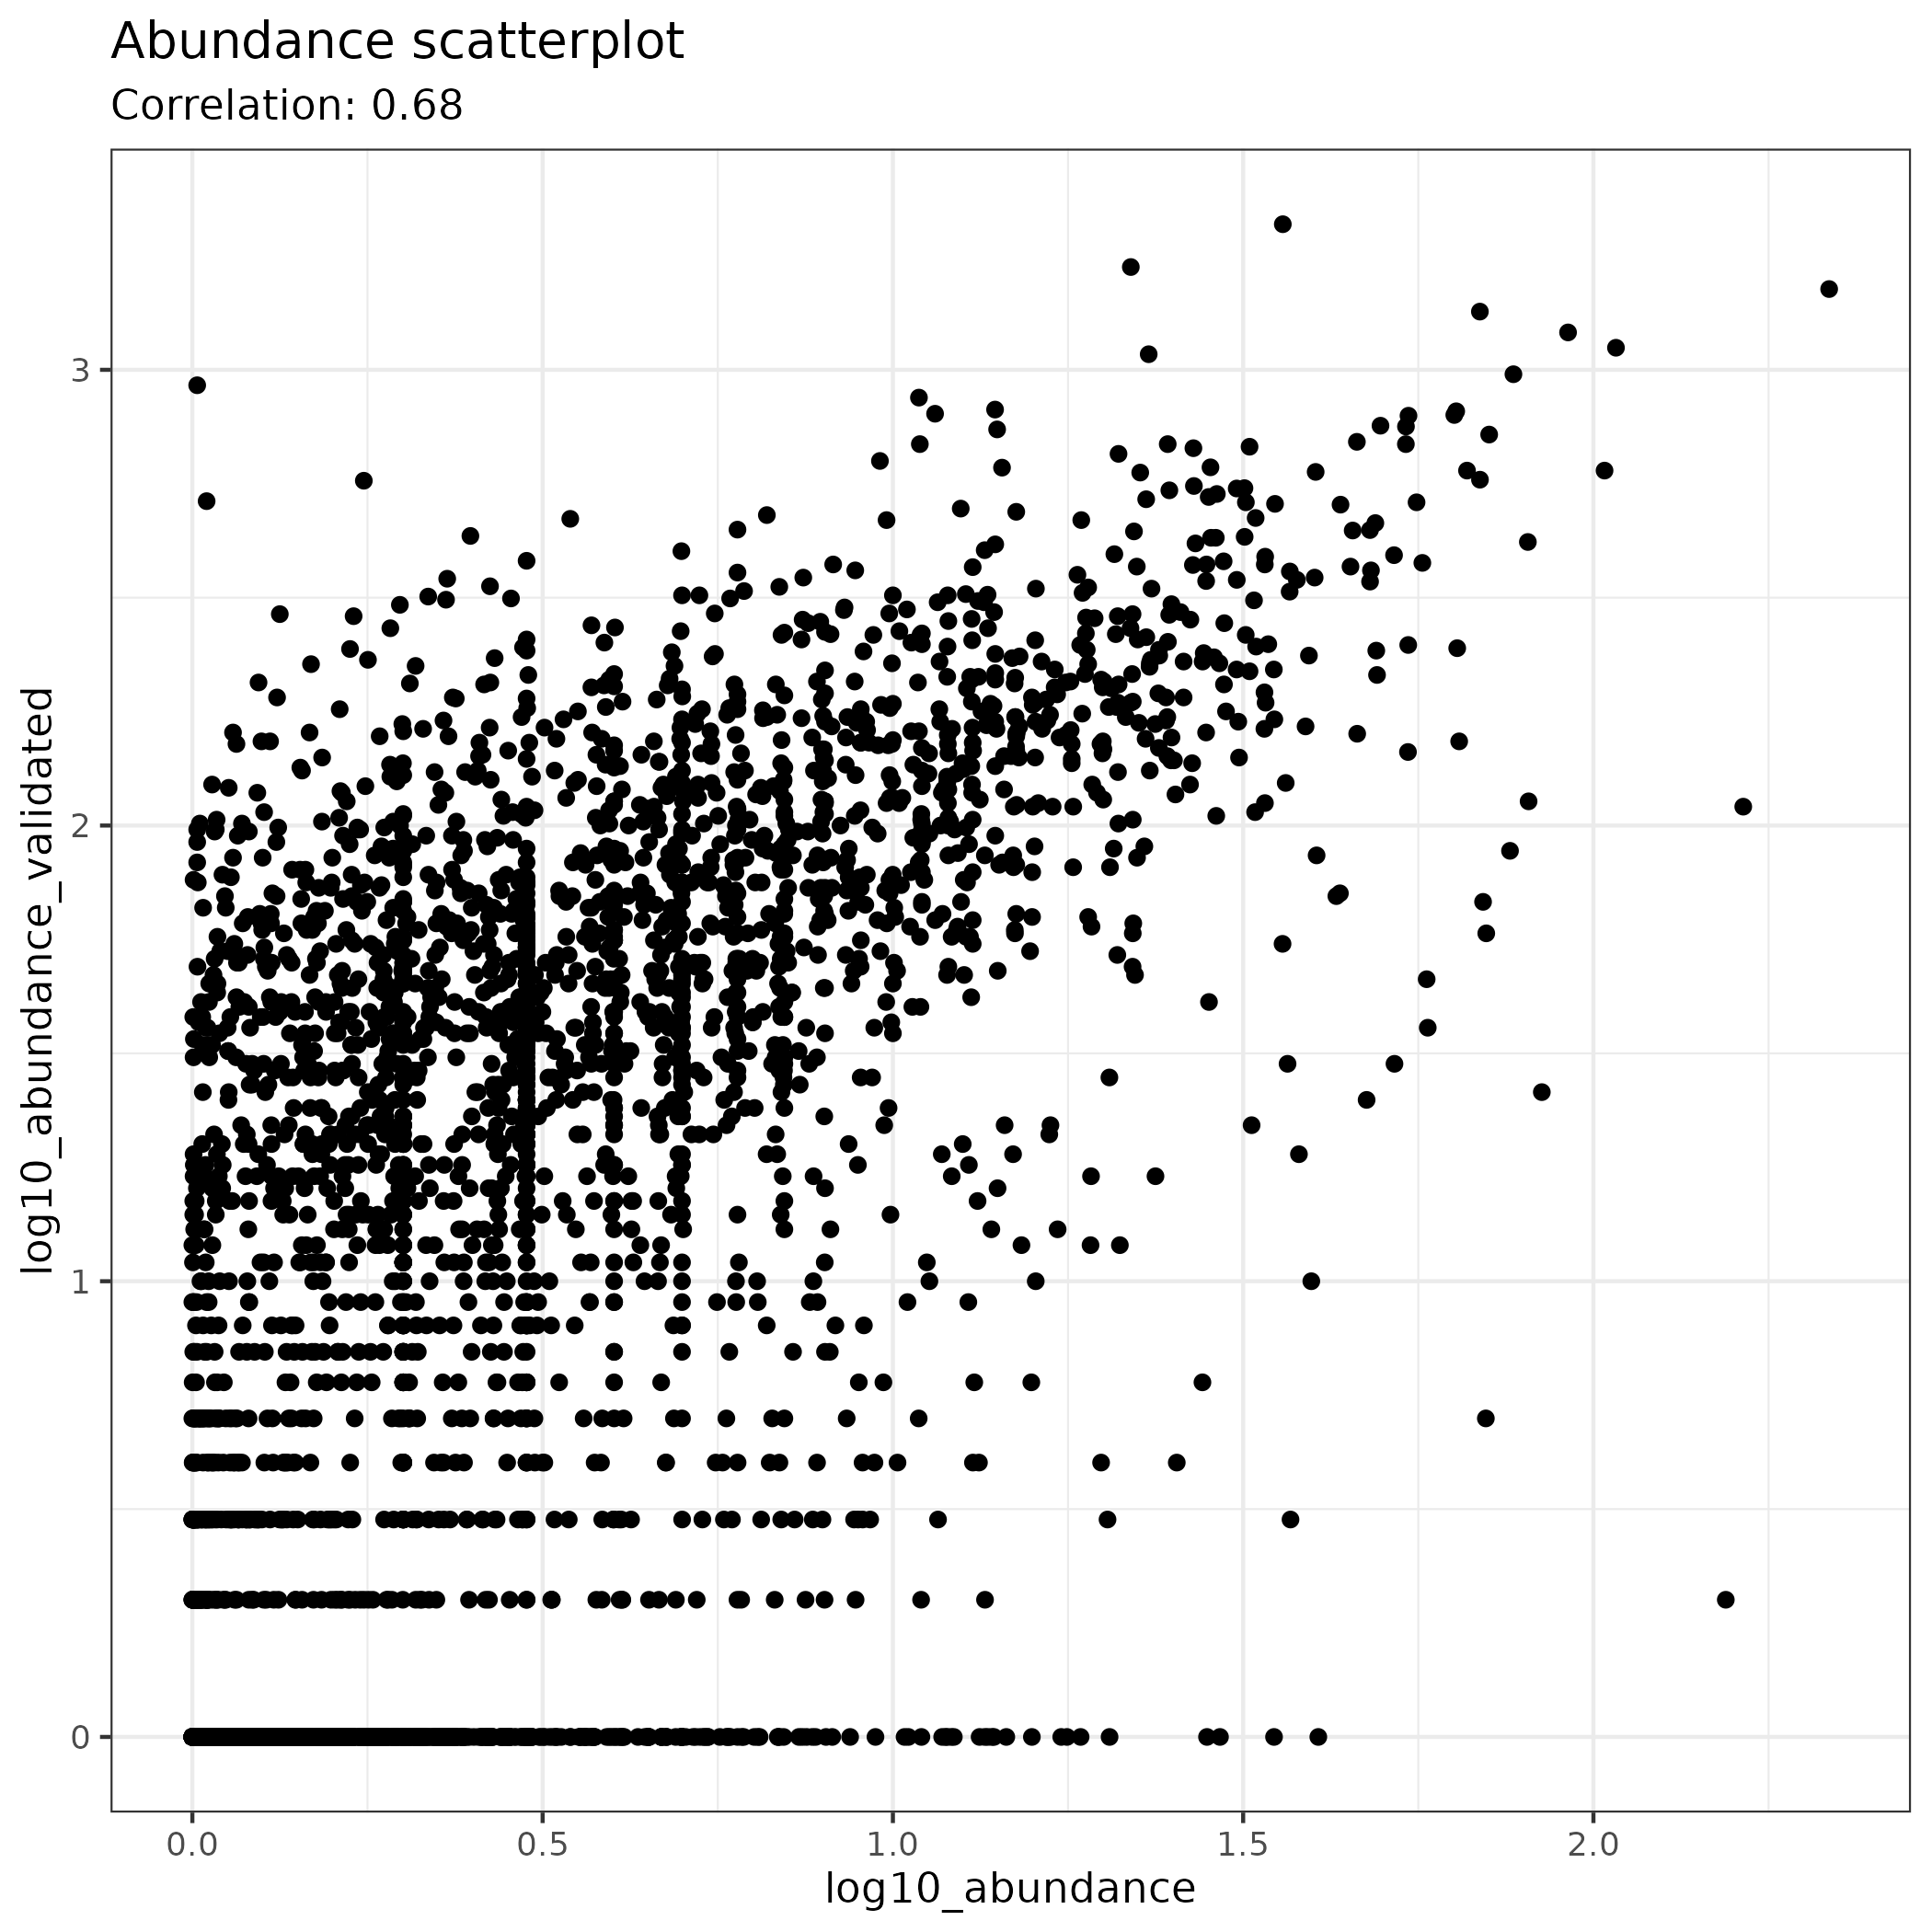 Abundance scatterplot
Correlation: 0.68
log10_abundance_validated
3
2
1
0
0.0 0.5 1.0 1.5 2.0
log10_abundance